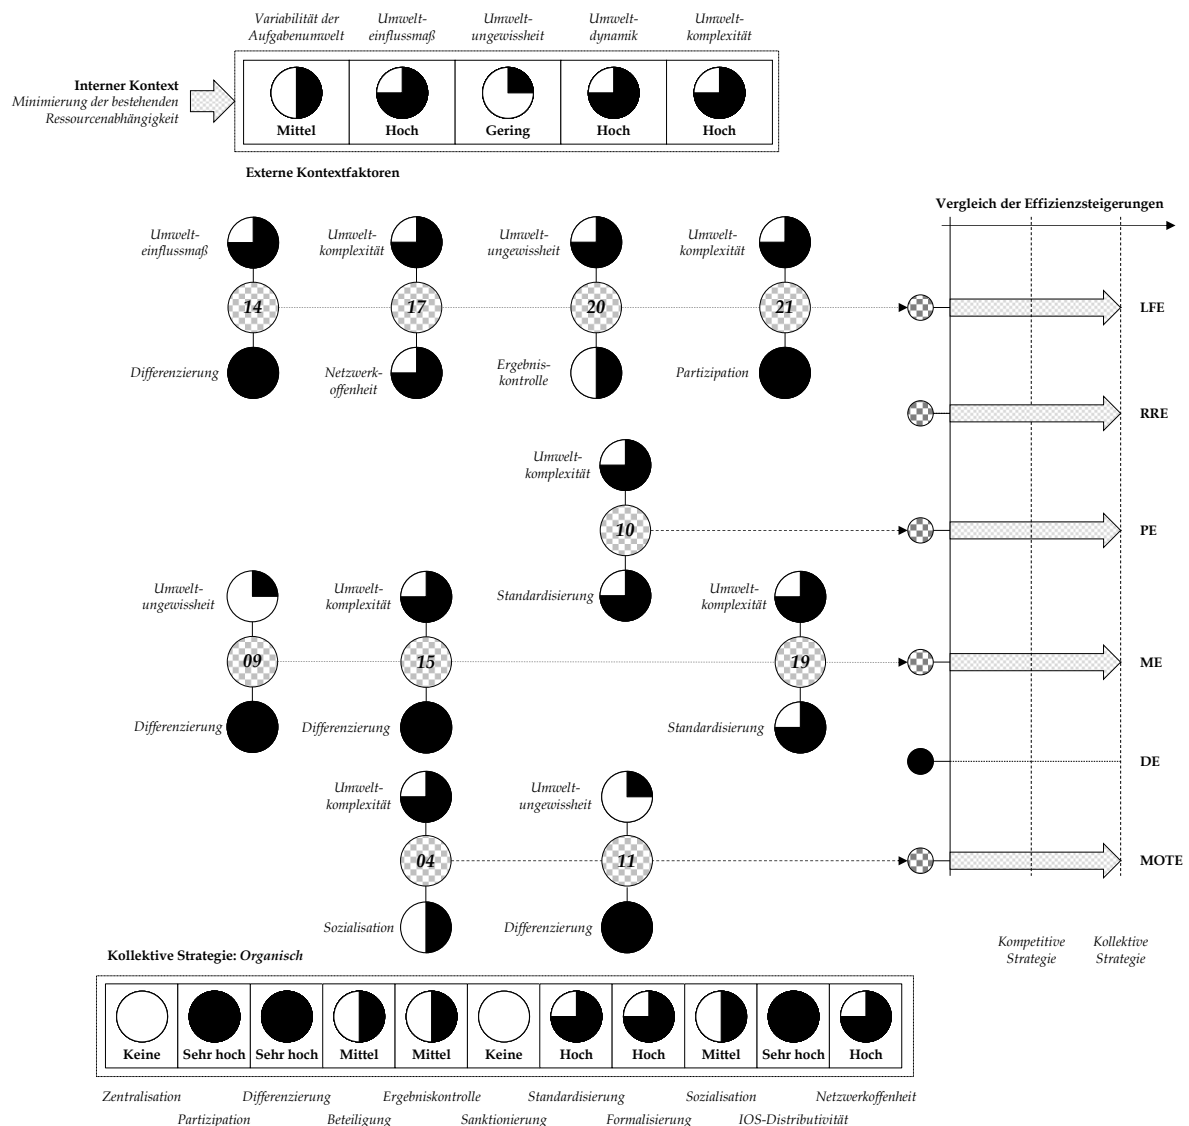 Variabilität der
Aufgabenumwelt
Umwelt-
einflussmaß
Umwelt-
ungewissheit
Umwelt-
dynamik
Umwelt-
komplexität
Interner Kontext
Minimierung der bestehenden
Ressourcenabhängigkeit
Mittel
Hoch
Gering
Hoch
Hoch
Externe Kontextfaktoren
Vergleich der Effizienzsteigerungen
Umwelt-
einflussmaß
Umwelt-
komplexität
Umwelt-
ungewissheit
Umwelt-
komplexität
14
17
20
21
LFE
Differenzierung
Netzwerk-
offenheit
Ergebnis-
kontrolle
Partizipation
RRE
Umwelt-
komplexität
10
PE
Standardisierung
Umwelt-
ungewissheit
Umwelt-
komplexität
Umwelt-
komplexität
09
15
19
ME
Differenzierung
Differenzierung
Standardisierung
DE
Umwelt-
komplexität
Umwelt-
ungewissheit
04
11
MOTE
Sozialisation
Differenzierung
Kompetitive
Strategie
Kollektive
Strategie
Kollektive Strategie: Organisch
Keine
Sehr hoch
Sehr hoch
Mittel
Mittel
Keine
Hoch
Hoch
Mittel
Sehr hoch
Hoch
Zentralisation
Differenzierung
Ergebniskontrolle
Standardisierung
Sozialisation
Netzwerkoffenheit
Partizipation
Beteiligung
Sanktionierung
Formalisierung
IOS-Distributivität